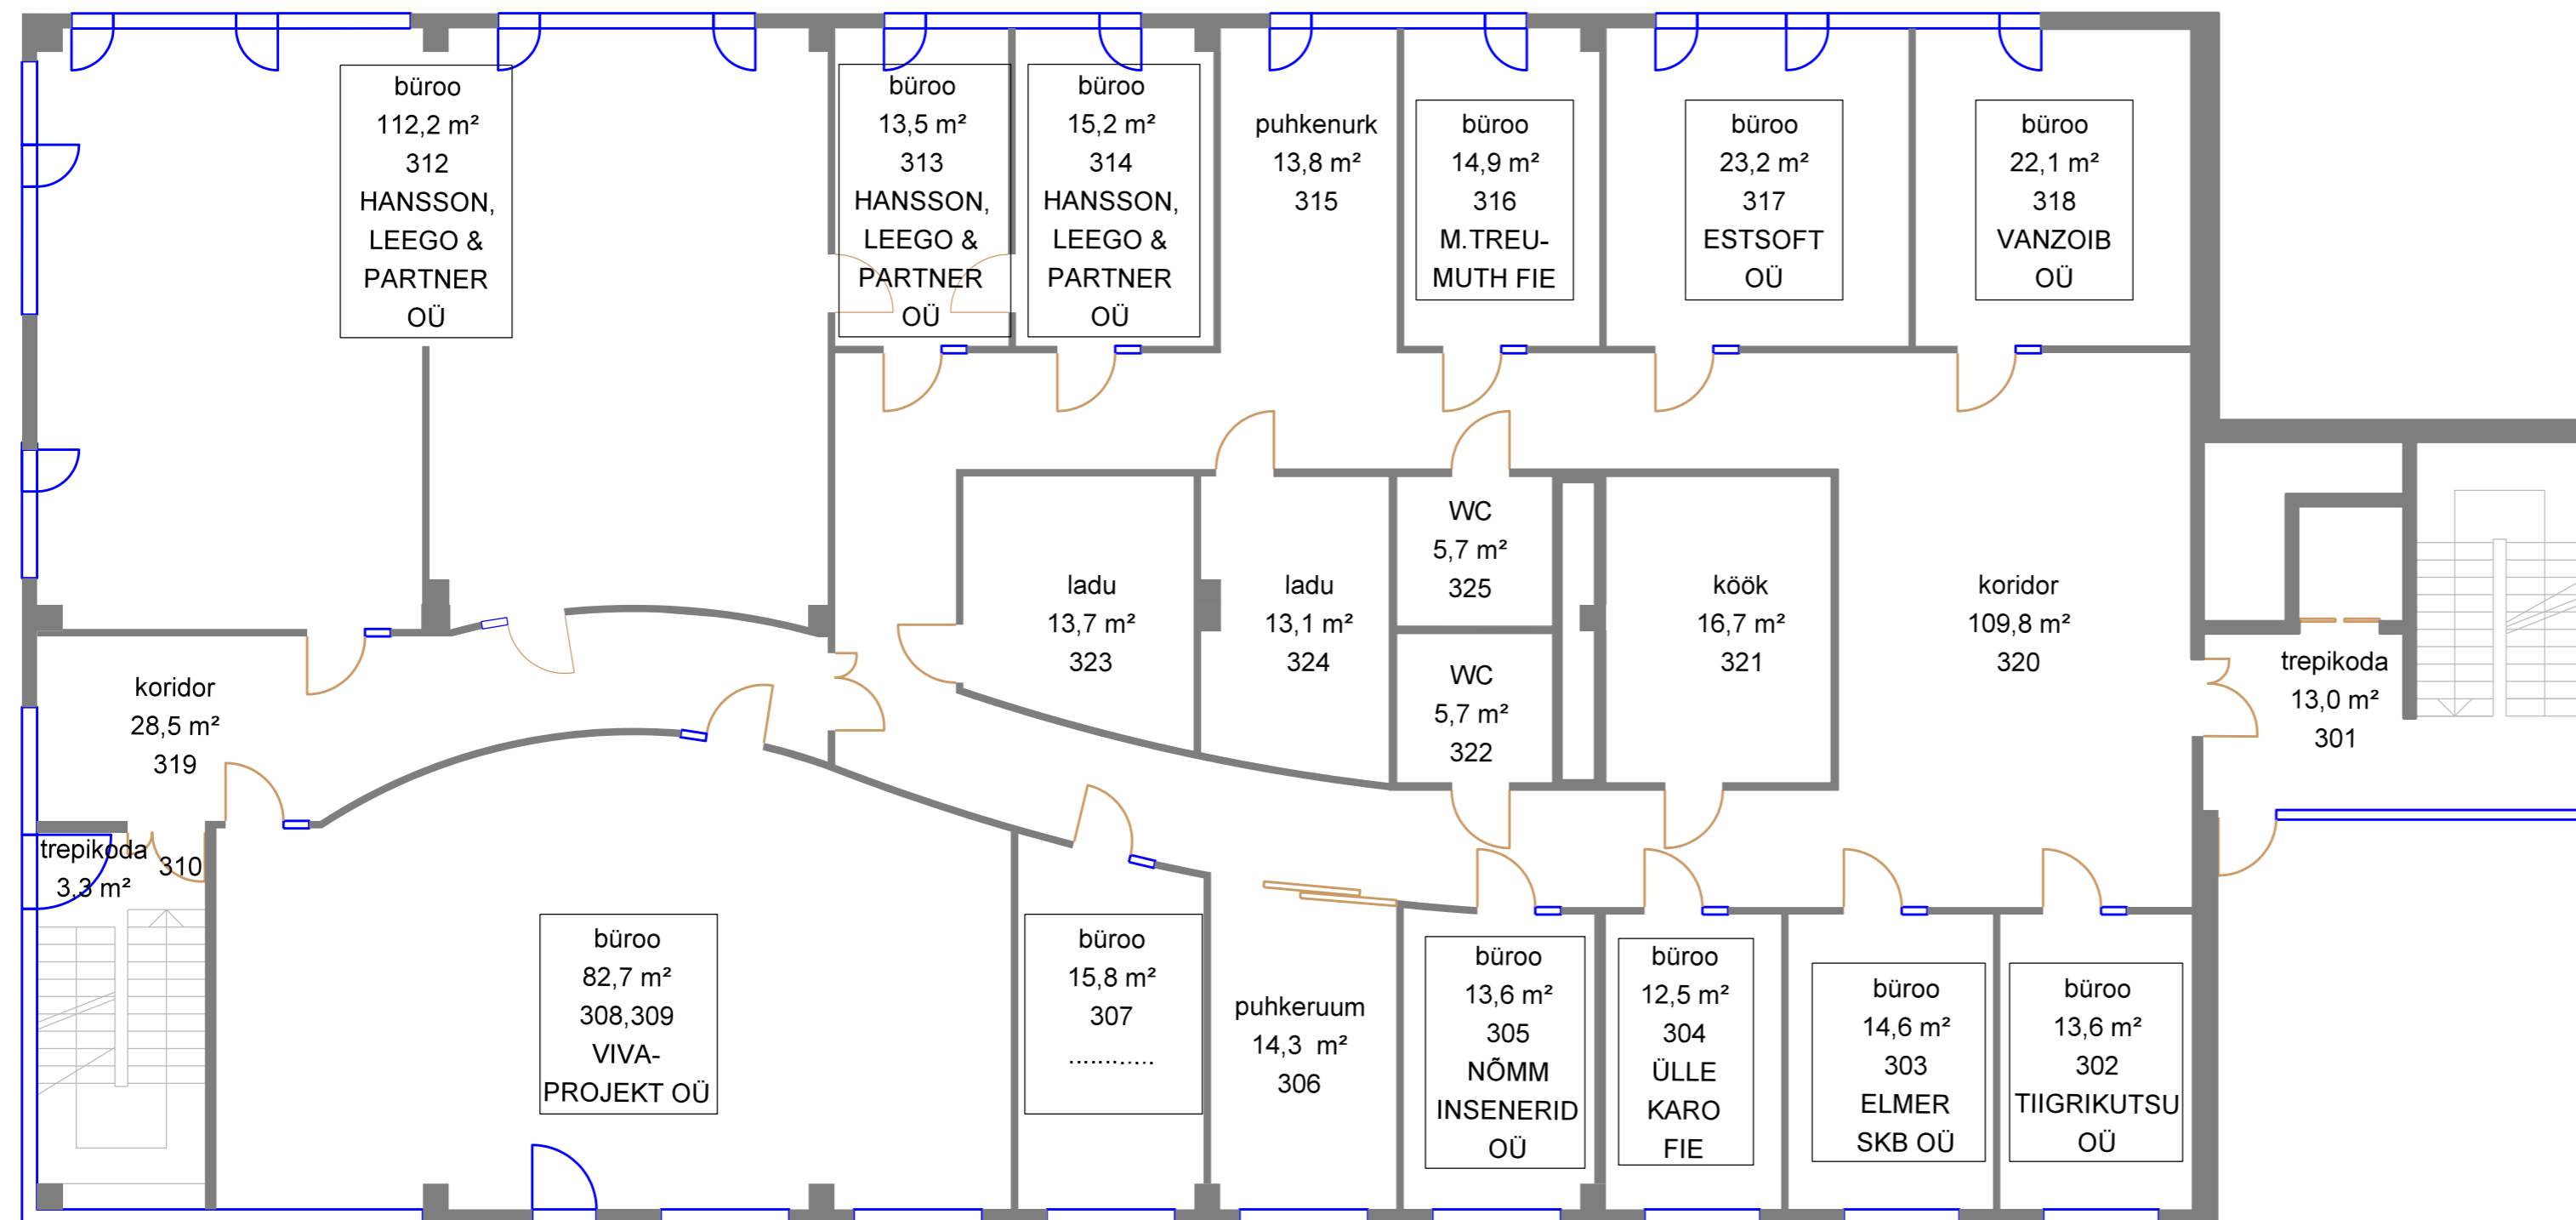 büroo
112,2 m²
312
HANSSON,
LEEGO &
PARTNER
OÜ
büroo
13,5 m²
313
HANSSON,
LEEGO &
PARTNER
OÜ
büroo
15,2 m²
314
HANSSON,
LEEGO &
PARTNER
OÜ
puhkenurk
13,8 m²
315
büroo
14,9 m²
316
M.TREU-
MUTH FIE
büroo
23,2 m²
317
ESTSOFT
OÜ
büroo
22,1 m²
318
VANZOIB
OÜ
ladu
13,7 m²
323
ladu
13,1 m²
324
WC
5,7 m²
325
WC
5,7 m²
322
köök
16,7 m²
321
koridor
109,8 m²
320
trepikoda
13,0 m²
301
koridor
28,5 m²
319
trepikoda
3,3 m²
310
büroo
82,7 m²
308,309
VIVA-
PROJEKT OÜ
büroo
15,8 m²
307
............
puhkeruum
14,3 m²
306
büroo
13,6 m²
305
NÕMM
INSENERID
OÜ
büroo
12,5 m²
304
ÜLLE
KARO
FIE
büroo
14,6 m²
303
ELMER
SKB OÜ
büroo
13,6 m²
302
TIIGRIKUTSU
OÜ